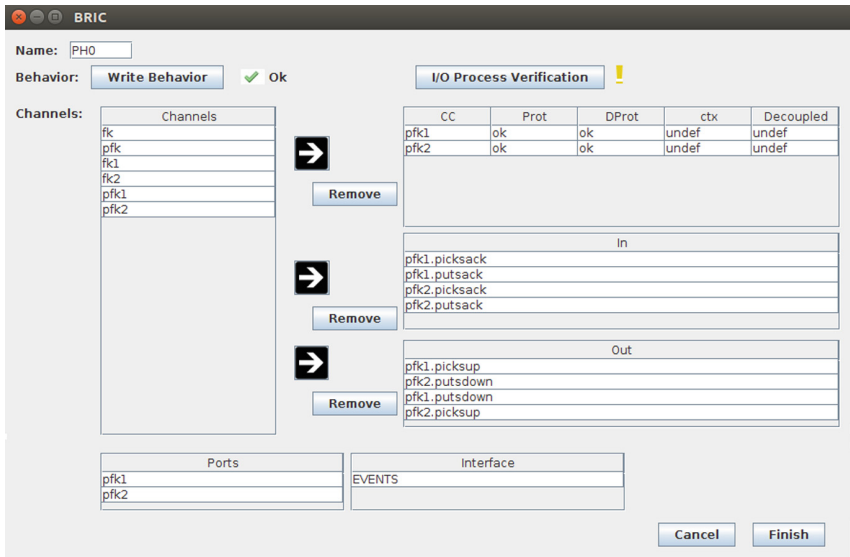 BRIC
Name: PH0
Behavior: Write Behavior Ok I/O Process Verification !
Channels:
Channels
fk
pfk
fk1
fk2
pfk1
pfk2
Remove
CC Prot DProt ctx Decoupled
pfk1 ok ok undef undef
pfk2 ok ok undef undef
In
pfk1.picksack
pfk1.putsack
pfk2.picksack
pfk2.putsack
Remove
Out
pfk1.picksup
pfk2.putsdown
pfk1.putsdown
pfk2.picksup
Remove
Ports
pfk1
pfk2
Interface
EVENTS
Cancel Finish